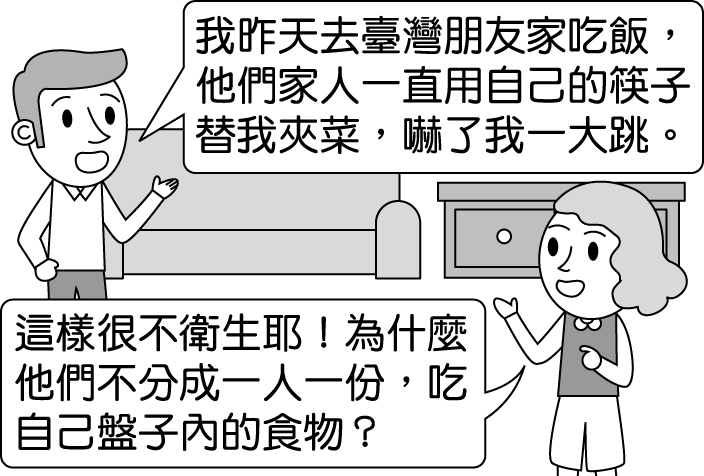 我昨天去臺灣朋友家吃飯，
他們家人一直用自己的筷子
替我夾菜，嚇了我一大跳。
這樣很不衛生耶！為什麼
他們不分成一人一份，吃
自己盤子內的食物？